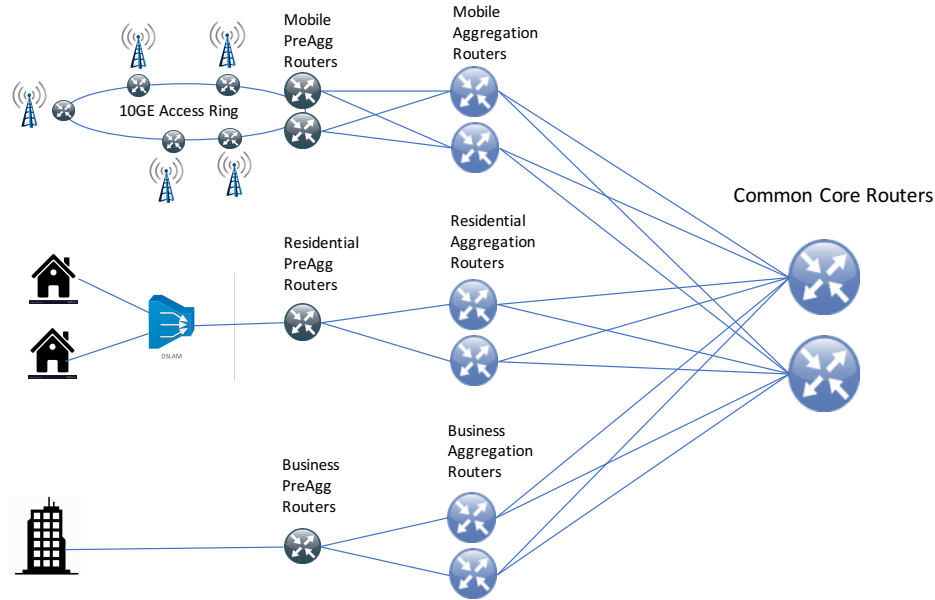 Mobile
PreAgg
Routers
Mobile
Aggregation
Routers
10GE Access Ring
Common Core Routers
Residential
PreAgg
Routers
Residential
Aggregation
Routers
DSLAM
Business
PreAgg
Routers
Business
Aggregation
Routers